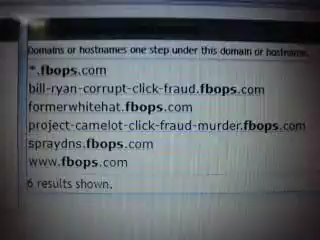 Domains or hostnames one step under this domain or hostname.
*.fbops.com
bill-ryan-corrupt-click-fraud.fbops.com
formerwhitehat.fbops.com
project-camelot-click-fraud-murder.fbops.com
spraydns.fbops.com
www.fbops.com
6 results shown.